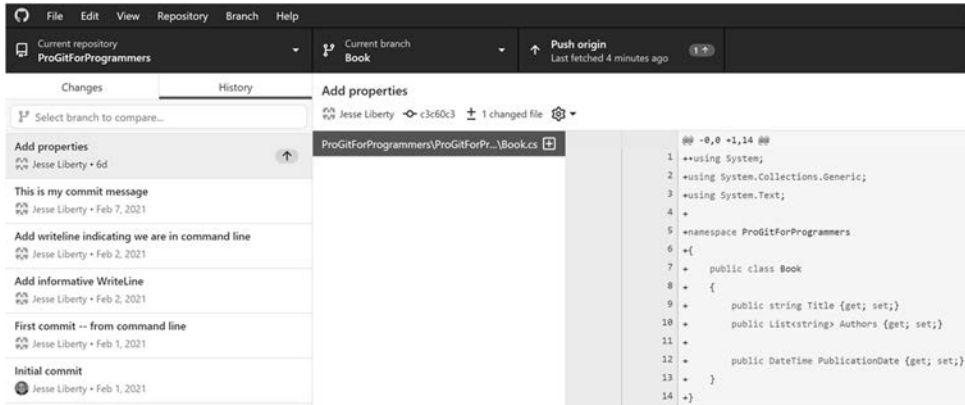 File Edit View Repository Branch Help
Current repository
ProGitForProgrammers
Current branch
Book
Push origin
Last fetched 4 minutes ago
1
Changes History
Select branch to compare...
Add properties
Jesse Liberty • 6d
This is my commit message
Jesse Liberty • Feb 7, 2021
Add writeline indicating we are in command line
Jesse Liberty • Feb 2, 2021
Add informative WriteLine
Jesse Liberty • Feb 2, 2021
First commit -- from command line
Jesse Liberty • Feb 1, 2021
Initial commit
Jesse Liberty • Feb 1, 2021
Add properties
Jesse Liberty c3c60c3 1 changed file
ProGitForProgrammers\ProGitForPr...\Book.cs
@@ -0,0 +1,14 @@
1 ++using System;
2 +using System.Collections.Generic;
3 +using System.Text;
4 +
5 +namespace ProGitForProgrammers
6 +{
7 + public class Book
8 + {
9 + public string Title {get; set;}
10 + public List<string> Authors {get; set;}
11 +
12 + public DateTime PublicationDate {get; set;}
13 + }
14 +}